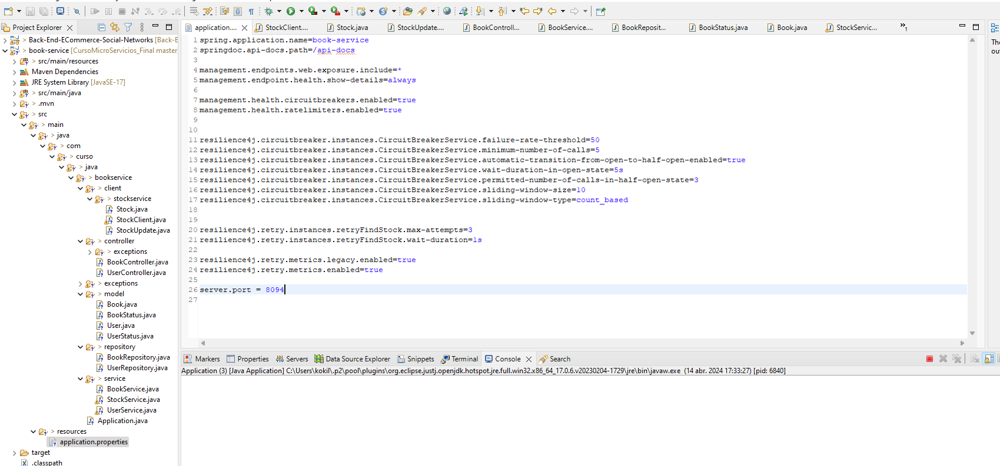 Project Explorer
> Back-End-ECommerce-Social-Networks [Back-E
> book-service [CursoMicroServicios_Final master
> src/main/resources
Maven Dependencies
JRE System Library [JavaSE-17]
> src/main/java
> .mvn
> src
> main
> java
> com
> curso
> java
> bookservice
> client
> stockservice
Stock.java
StockClient.java
StockUpdate.java
> controller
> exceptions
BookController.java
UserController.java
> exceptions
> model
Book.java
BookStatus.java
User.java
UserStatus.java
> repository
BookRepository.java
UserRepository.java
> service
BookService.java
StockService.java
UserService.java
Application.java
> resources
application.properties
target
.classpath
application.... StockClient.... Stock.java StockUpdate.... BookControll... BookService.... BookReposit... BookStatus.java Book.java StockServic... »1
1 spring.application.name=book-service
2 springdoc.api-docs.path=/api-docs
3
4 management.endpoints.web.exposure.include=*
5 management.endpoint.health.show-details=always
6
7 management.health.circuitbreakers.enabled=true
8 management.health.ratelimiters.enabled=true
9
10
11 resilience4j.circuitbreaker.instances.CircuitBreakerService.failure-rate-threshold=50
12 resilience4j.circuitbreaker.instances.CircuitBreakerService.minimum-number-of-calls=5
13 resilience4j.circuitbreaker.instances.CircuitBreakerService.automatic-transition-from-open-to-half-open-enabled=true
14 resilience4j.circuitbreaker.instances.CircuitBreakerService.wait-duration-in-open-state=5s
15 resilience4j.circuitbreaker.instances.CircuitBreakerService.permitted-number-of-calls-in-half-open-state=3
16 resilience4j.circuitbreaker.instances.CircuitBreakerService.sliding-window-size=10
17 resilience4j.circuitbreaker.instances.CircuitBreakerService.sliding-window-type=count_based
18
19
20 resilience4j.retry.instances.retryFindStock.max-attempts=3
21 resilience4j.retry.instances.retryFindStock.wait-duration=1s
22
23 resilience4j.retry.metrics.legacy.enabled=true
24 resilience4j.retry.metrics.enabled=true
25
26 server.port = 8094
27
The
ou
Markers Properties Servers Data Source Explorer Snippets Terminal Console Search
Application (3) [Java Application] C:\Users\kokil\.p2\pool\plugins\org.eclipse.justj.openjdk.hotspot.jre.full.win32.x86_64_17.0.6.v20230204-1729\jre\bin\javaw.exe (14 abr. 2024 17:33:27) [pid: 6840]